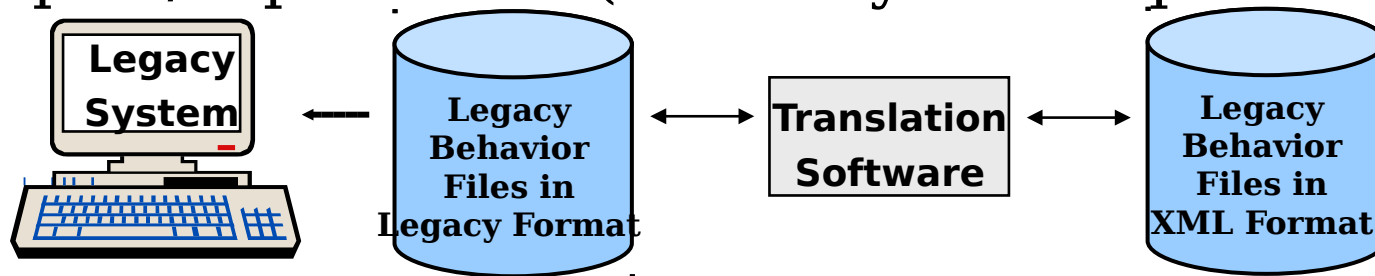 Legacy
System
Legacy
Behavior
Files in
Legacy Format
Translation
Software
Legacy
Behavior
Files in
XML Format